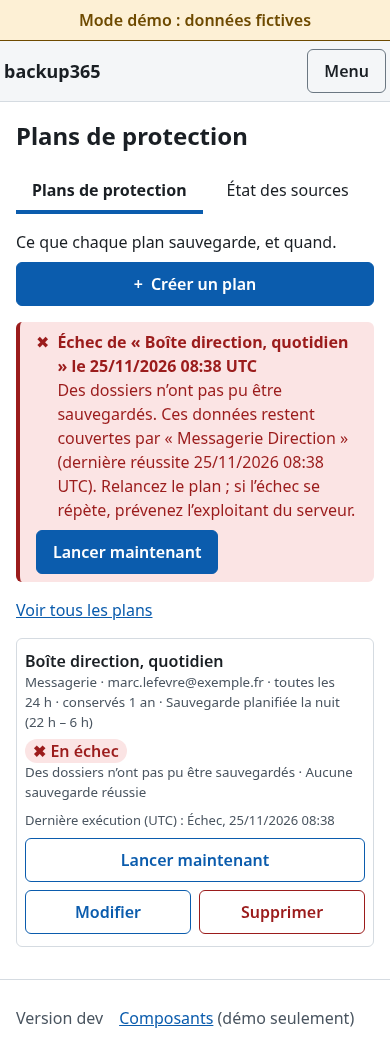 Mode démo : données fictives
backup365
Menu
Plans de protection
Plans de protection
État des sources
Ce que chaque plan sauvegarde, et quand.
+ Créer un plan
✖ Échec de « Boîte direction, quotidien
» le 25/11/2026 08:38 UTC
Des dossiers n’ont pas pu être
sauvegardés. Ces données restent
couvertes par « Messagerie Direction »
(dernière réussite 25/11/2026 08:38
UTC). Relancez le plan ; si l’échec se
répète, prévenez l’exploitant du serveur.
Lancer maintenant
Voir tous les plans
Boîte direction, quotidien
Messagerie · marc.lefevre@exemple.fr · toutes les
24 h · conservés 1 an · Sauvegarde planifiée la nuit
(22 h – 6 h)
✖ En échec
Des dossiers n’ont pas pu être sauvegardés · Aucune
sauvegarde réussie
Dernière exécution (UTC) : Échec, 25/11/2026 08:38
Lancer maintenant
Modifier
Supprimer
Version dev
Composants (démo seulement)